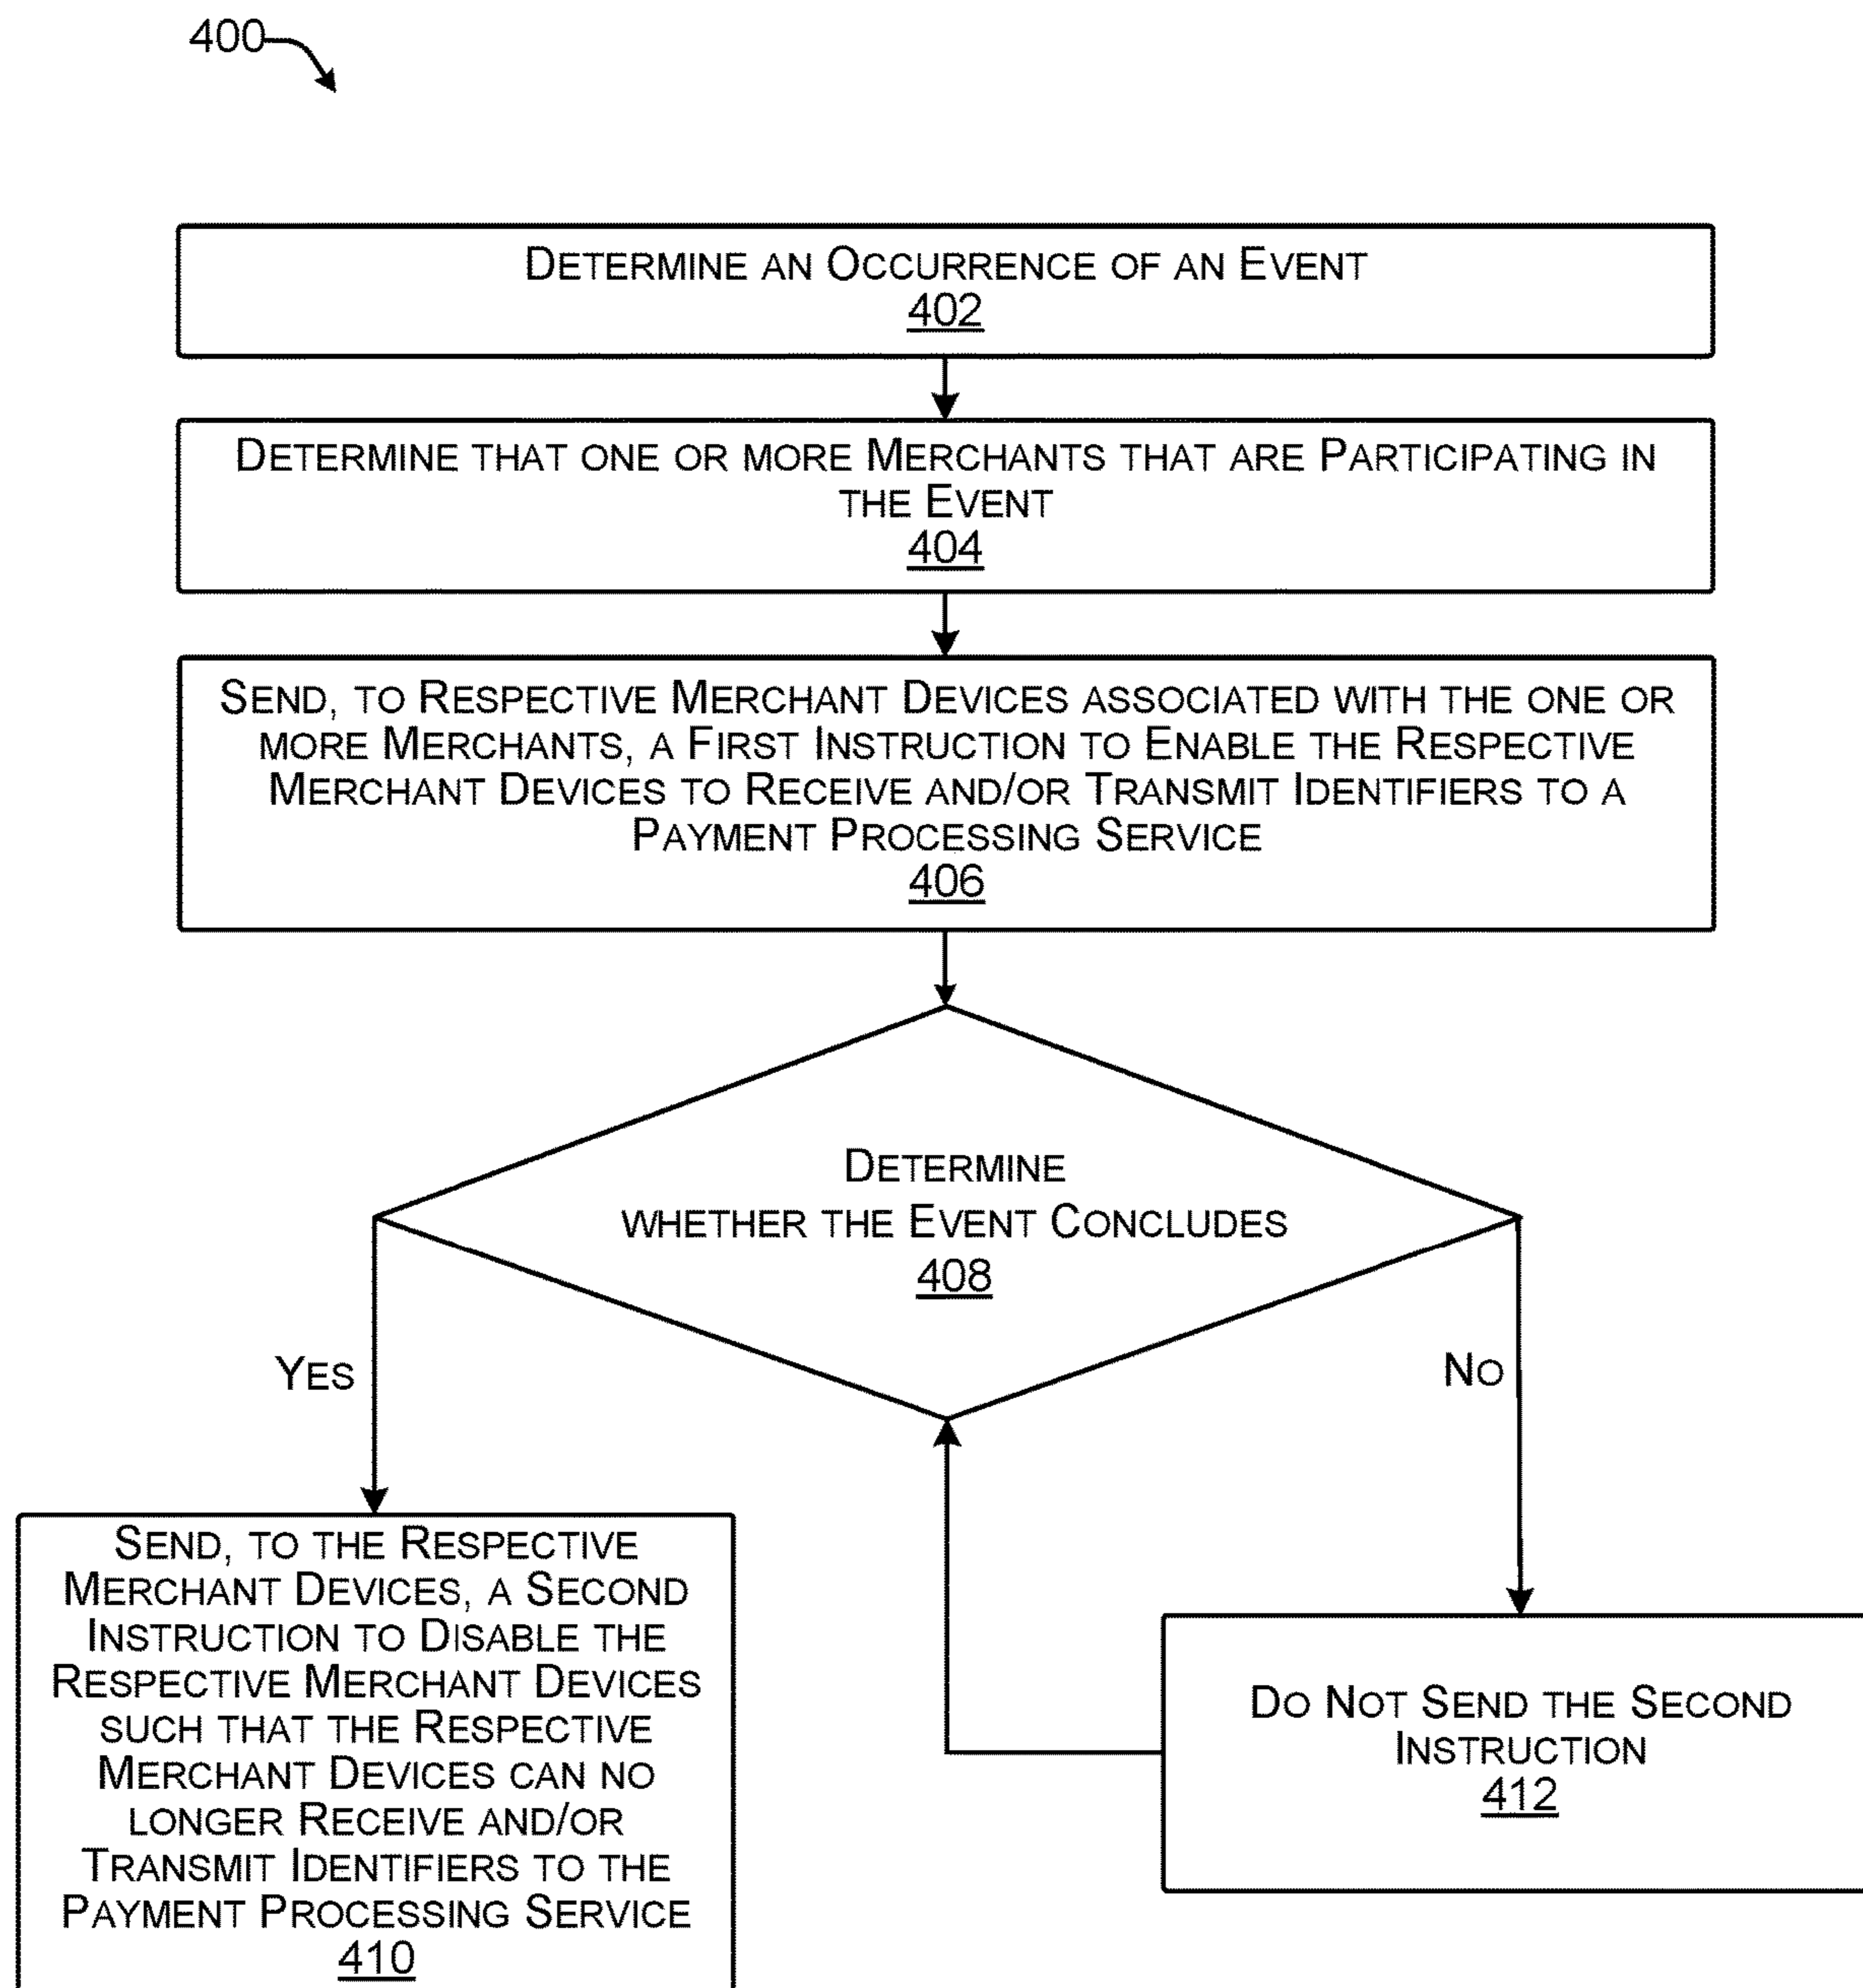 400
DETERMINE AN OCCURRENCE OF AN EVENT
402
DETERMINE THAT ONE OR MORE MERCHANTS THAT ARE PARTICIPATING IN
THE EVENT
404
SEND, TO RESPECTIVE MERCHANT DEVICES ASSOCIATED WITH THE ONE OR
MORE MERCHANTS, A FIRST INSTRUCTION TO ENABLE THE RESPECTIVE
MERCHANT DEVICES TO RECEIVE AND/OR TRANSMIT IDENTIFIERS TO A
PAYMENT PROCESSING SERVICE
406
DETERMINE
WHETHER THE EVENT CONCLUDES
408
YES
NO
SEND, TO THE RESPECTIVE
MERCHANT DEVICES, A SECOND
INSTRUCTION TO DISABLE THE
RESPECTIVE MERCHANT DEVICES
SUCH THAT THE RESPECTIVE
MERCHANT DEVICES CAN NO
LONGER RECEIVE AND/OR
TRANSMIT IDENTIFIERS TO THE
PAYMENT PROCESSING SERVICE
410
DO NOT SEND THE SECOND
INSTRUCTION
412